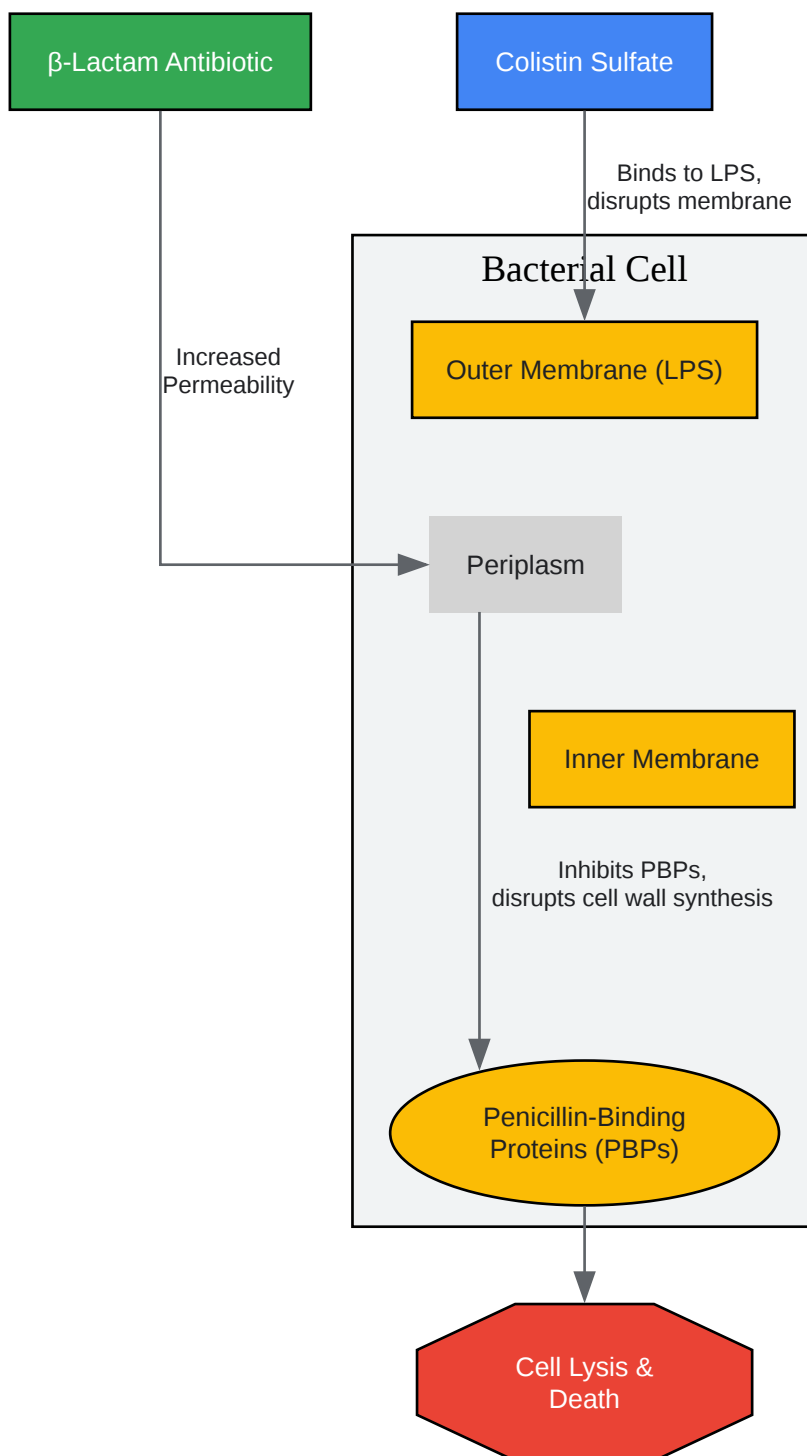 β-Lactam Antibiotic
Colistin Sulfate
Binds to LPS,
disrupts membrane
Bacterial Cell
Increased
Permeability
Outer Membrane (LPS)
Periplasm
Inner Membrane
Inhibits PBPs,
disrupts cell wall synthesis
Penicillin-Binding
Proteins (PBPs)
Cell Lysis &
Death